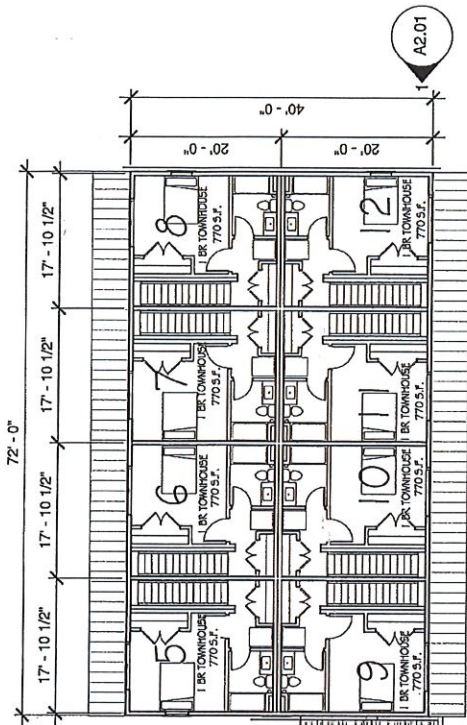 72' - 0"
17' - 10 1/2"
17' - 10 1/2"
17' - 10 1/2"
17' - 10 1/2"
40' - 0"
20' - 0"
20' - 0"
1
A2.01
5
1 BR TOWNHOUSE
770 S.F.
6
1 BR TOWNHOUSE
770 S.F.
7
1 BR TOWNHOUSE
770 S.F.
8
1 BR TOWNHOUSE
770 S.F.
9
1 BR TOWNHOUSE
770 S.F.
10
1 BR TOWNHOUSE
770 S.F.
11
1 BR TOWNHOUSE
770 S.F.
12
1 BR TOWNHOUSE
770 S.F.